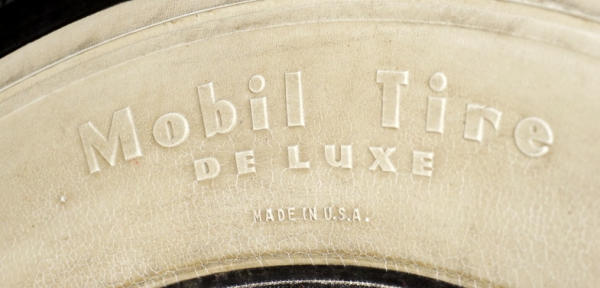 Mobil Tire
DE LUXE
MADE IN U.S.A.